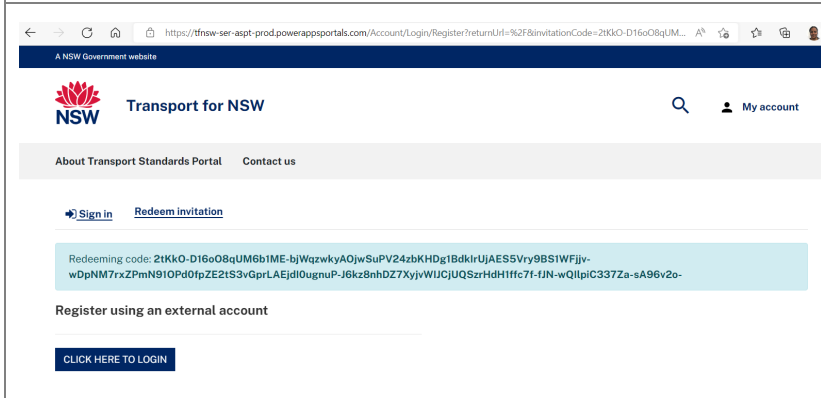 https://tfnsw-ser-aspt-prod.powerappsportals.com/Account/Login/Register?returnUrl=%2F&invitationCode=2tKkO-D16oO8qUM...
A NSW Government website
NSW
Transport for NSW
My account
About Transport Standards Portal Contact us
Sign in Redeem invitation
Redeeming code: 2tKkO-D16oO8qUM6b1ME-bjWqzwkyAOjwSuPV24zbKHDg1BdkIrUjAES5Vry9BS1WFjjv-
wDpNM7rxZPmN91OPd0fpZE2tS3vGprLAEjdI0ugnuP-J6kz8nhDZ7XyjvWIJCjUQSzrHdH1ffc7f-fJN-wQIlpiC337Za-sA96v2o-
Register using an external account
CLICK HERE TO LOGIN